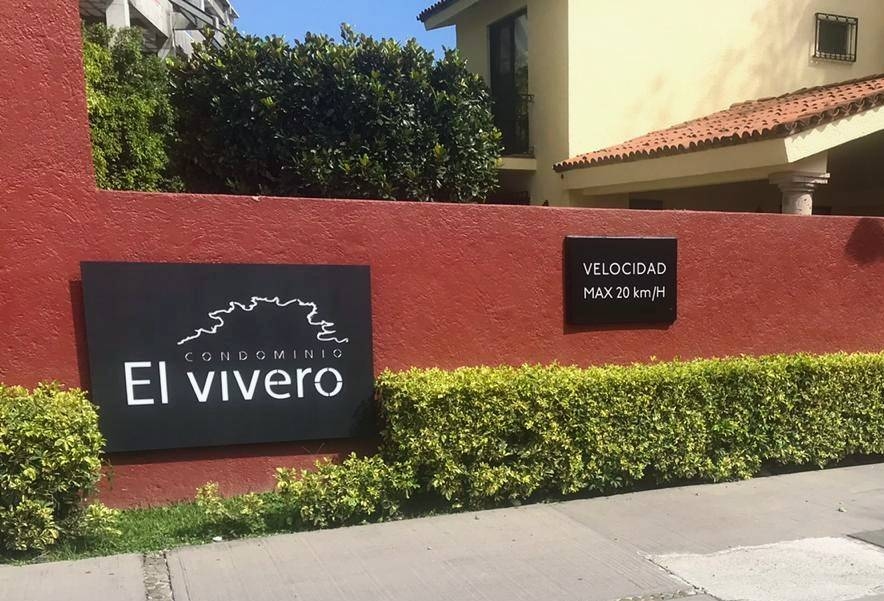 CONDOMINIO
El vivero
VELOCIDAD
MAX 20 km/H